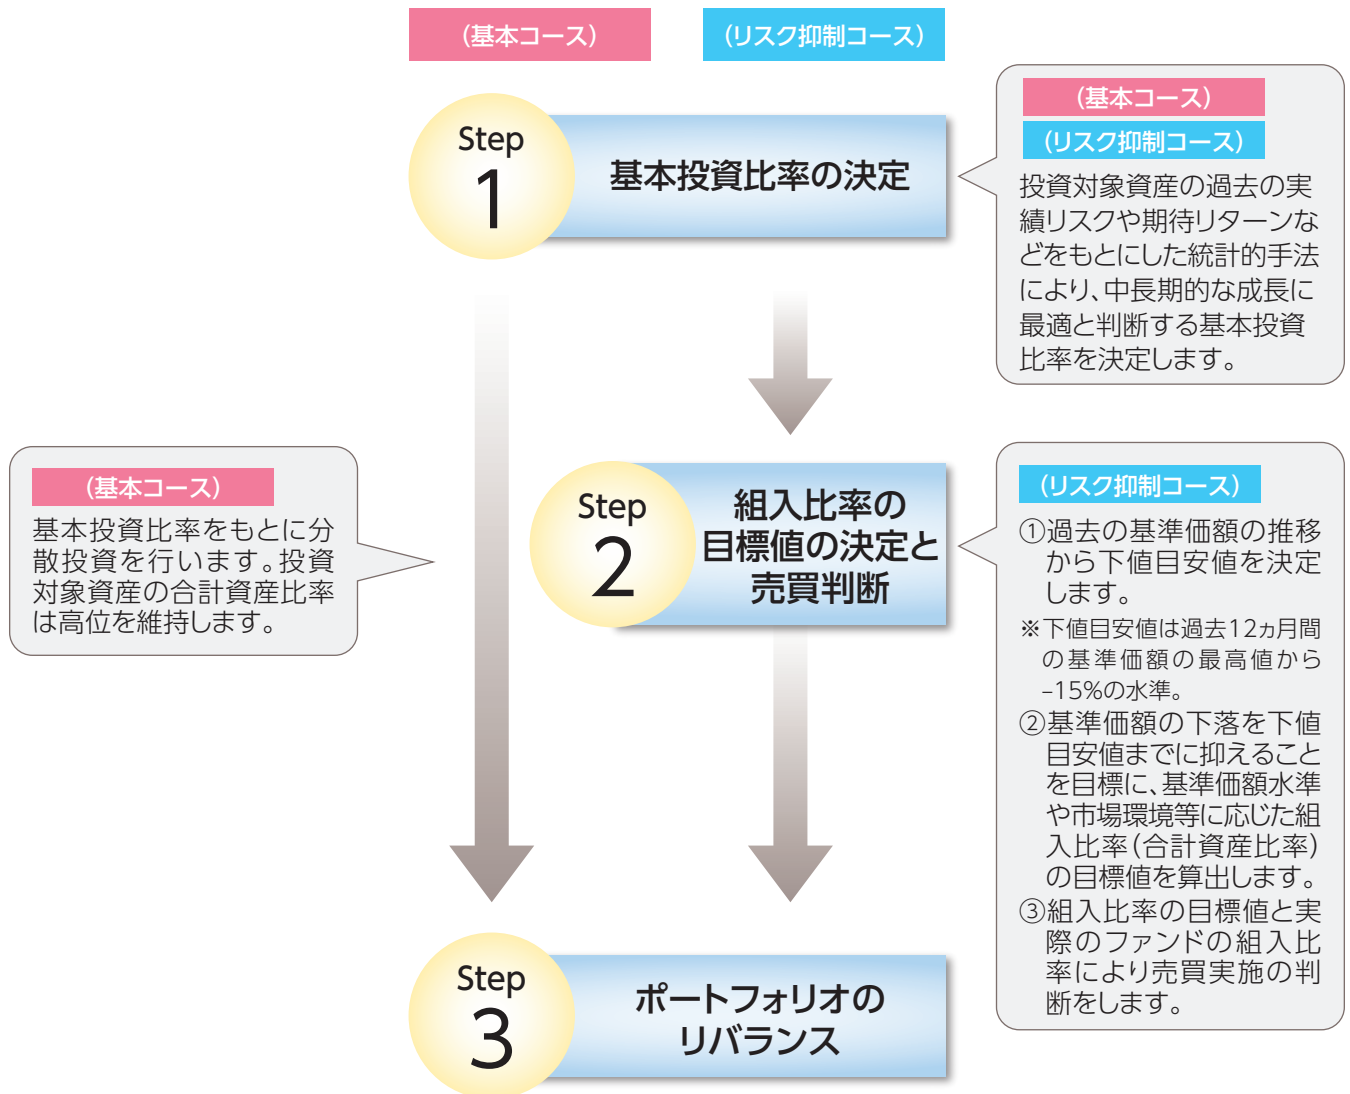 (基本コース)
(リスク抑制コース)
Step
1
基本投資比率の決定
(基本コース)
(リスク抑制コース)
投資対象資産の過去の実
績リスクや期待リターンな
どをもとにした統計的手法
により、中長期的な成長に
最適と判断する基本投資
比率を決定します。
(基本コース)
基本投資比率をもとに分
散投資を行います。投資
対象資産の合計資産比率
は高位を維持します。
Step
2
組入比率の
目標値の決定と
売買判断
(リスク抑制コース)
①過去の基準価額の推移
から下値目安値を決定
します。
※下値目安値は過去12ヵ月間
の基準価額の最高値から
–15%の水準。
②基準価額の下落を下値
目安値までに抑えること
を目標に、基準価額水準
や市場環境等に応じた組
入比率(合計資産比率)
の目標値を算出します。
③組入比率の目標値と実
際のファンドの組入比
率により売買実施の判
断をします。
Step
3
ポートフォリオの
リバランス